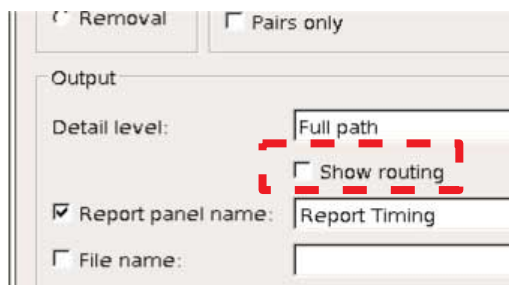 Removal
Pairs only
Output
Detail level:
Full path
Show routing
Report panel name:
Report Timing
File name: